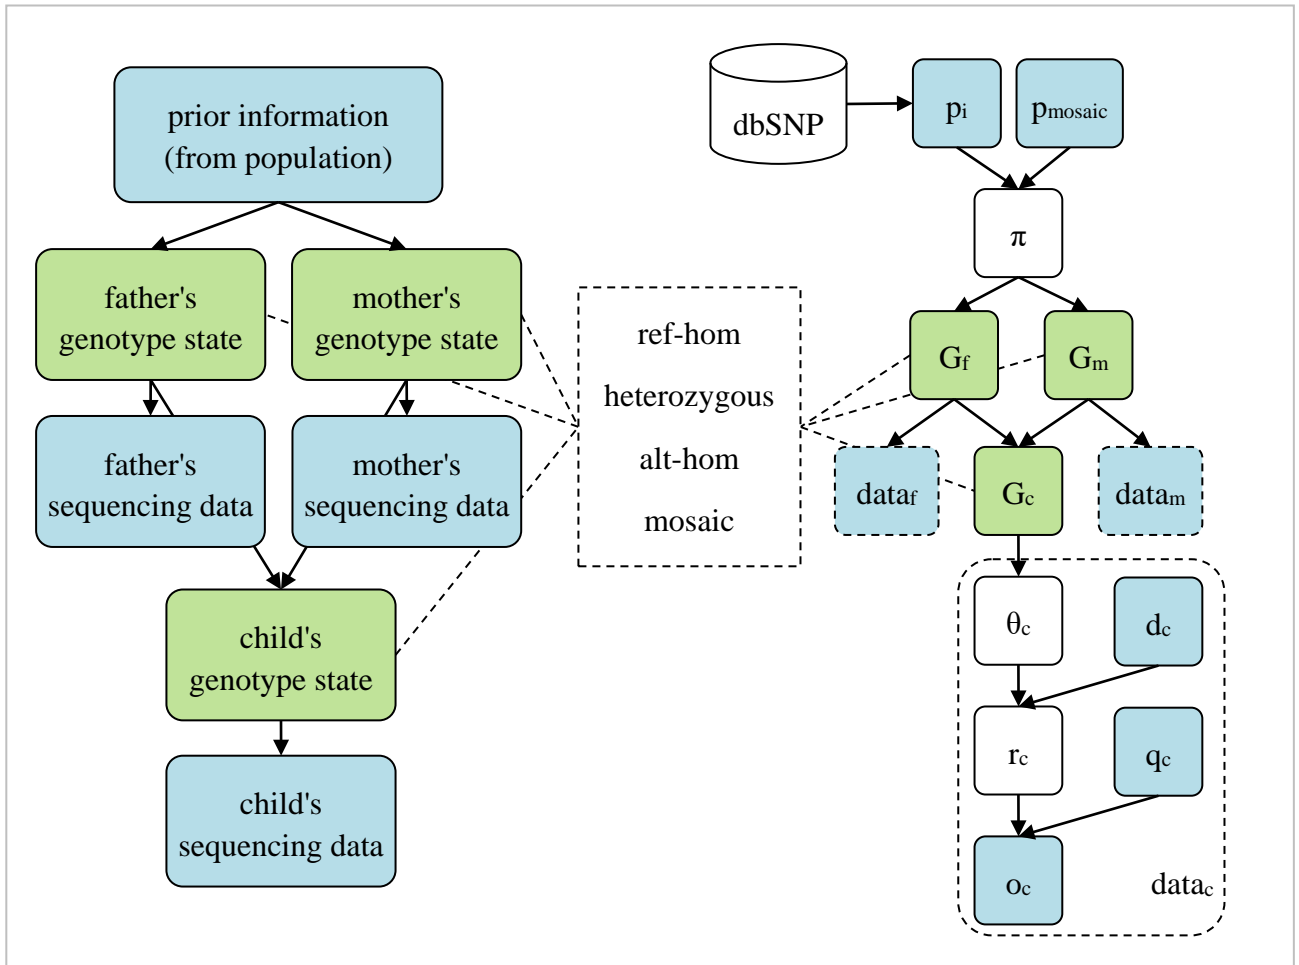 prior information
(from population)
father's
genotype state
mother's
genotype state
father's
sequencing data
mother's
sequencing data
child's
genotype state
child's
sequencing data
ref-hom
heterozygous
alt-hom
mosaic
dbSNP
pi
pmosaic
π
Gf
Gm
dataf
Gc
datam
θc
dc
rc
qc
oc
datac